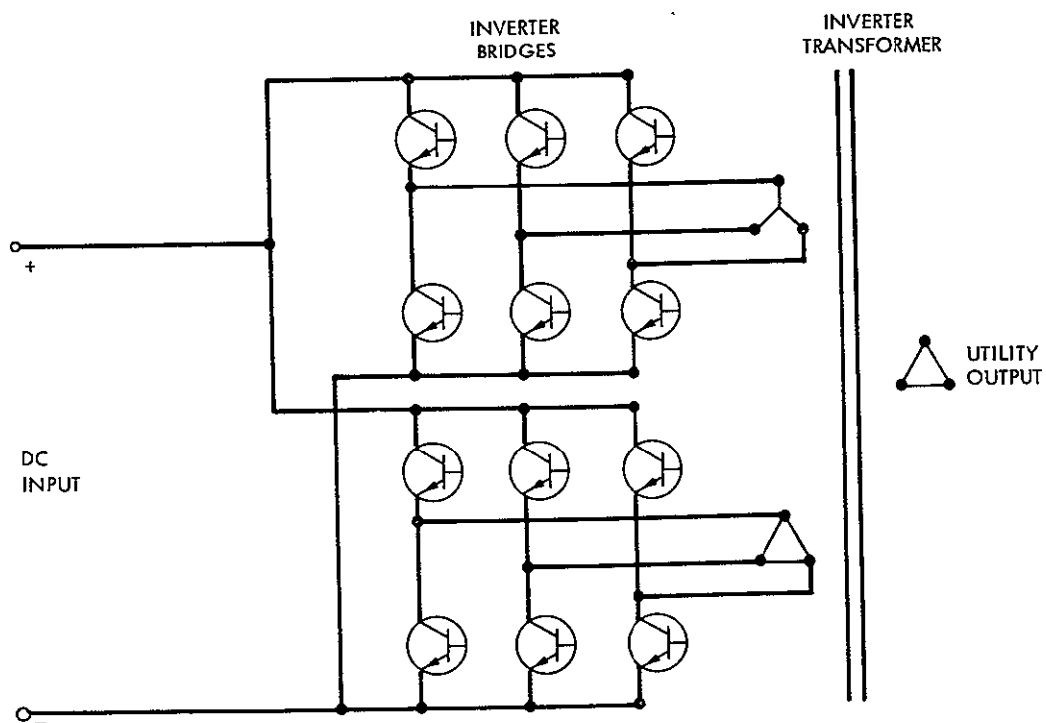 INVERTER
BRIDGES
INVERTER
TRANSFORMER
+
UTILITY
OUTPUT
DC
INPUT
–